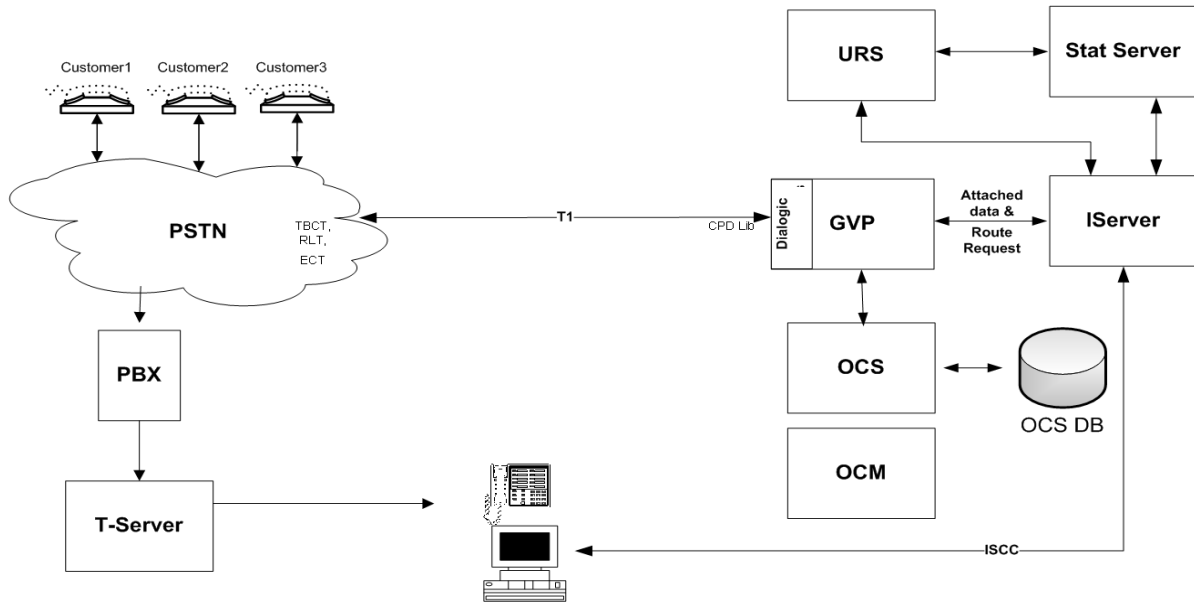 Customer1
Customer2
Customer3
URS
Stat Server
PSTN
TBCT,
RLT,
ECT
T1
CPD Lib
Dialogic
GVP
Attached
data &
Route
Request
IServer
PBX
OCS
OCS DB
OCM
T-Server
ISCC